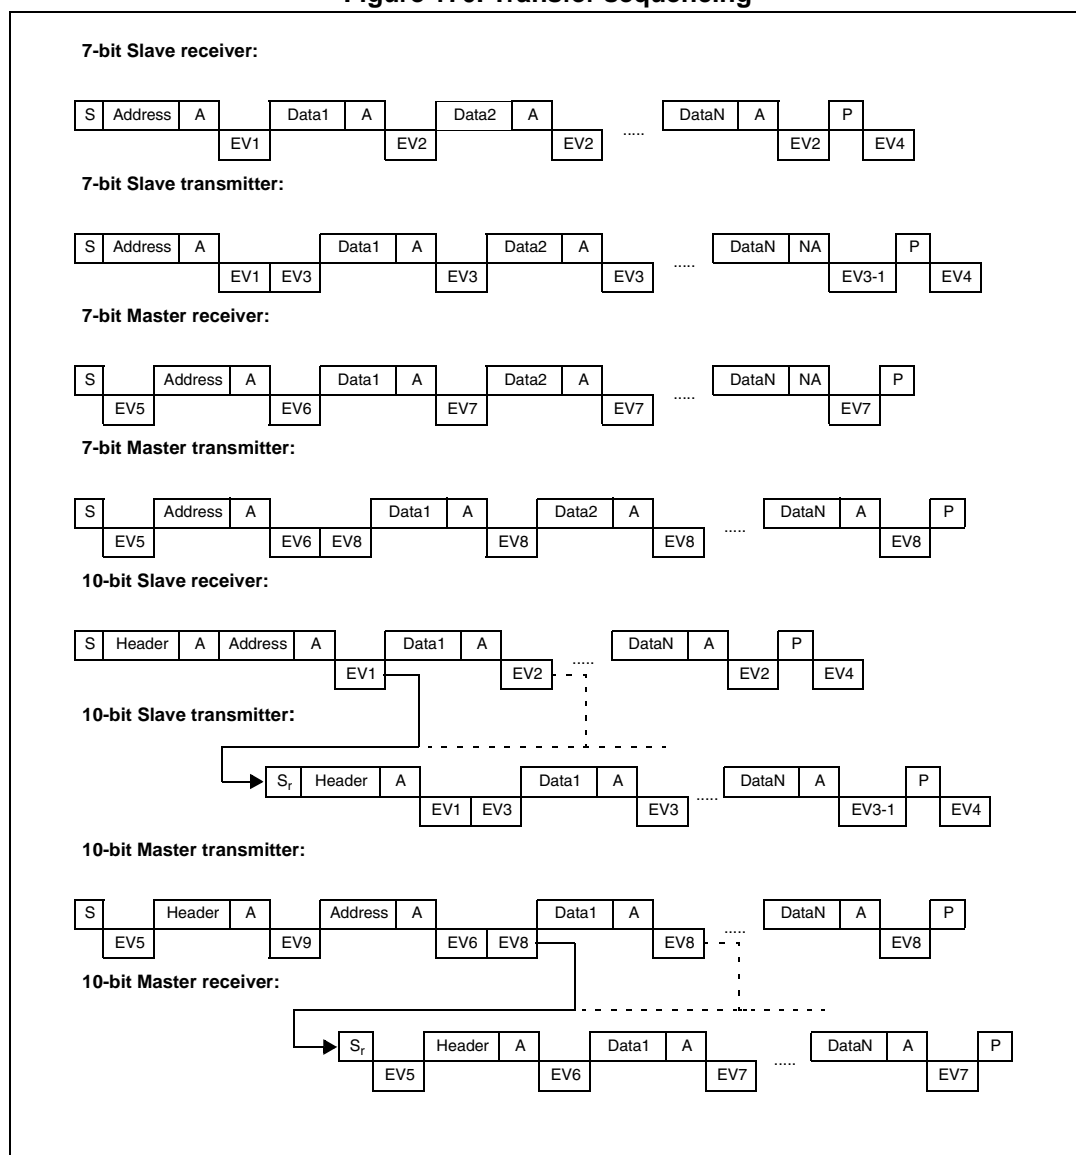 Figure 170. Transfer Sequencing
7-bit Slave receiver:
S Address A Data1 A Data2 A ..... DataN A P
EV1 EV2 EV2 EV2 EV4
7-bit Slave transmitter:
S Address A Data1 A Data2 A ..... DataN NA P
EV1 EV3 EV3 EV3 EV3-1 EV4
7-bit Master receiver:
S Address A Data1 A Data2 A ..... DataN NA P
EV5 EV6 EV7 EV7 EV7
7-bit Master transmitter:
S Address A Data1 A Data2 A ..... DataN A P
EV5 EV6 EV8 EV8 EV8 EV8
10-bit Slave receiver:
S Header A Address A Data1 A ..... DataN A P
EV1 EV2 EV2 EV4
10-bit Slave transmitter:
Sr Header A Data1 A ..... DataN A P
EV1 EV3 EV3 EV3-1 EV4
10-bit Master transmitter:
S Header A Address A Data1 A ..... DataN A P
EV5 EV9 EV6 EV8 EV8 EV8
10-bit Master receiver:
Sr Header A Data1 A ..... DataN A P
EV5 EV6 EV7 EV7